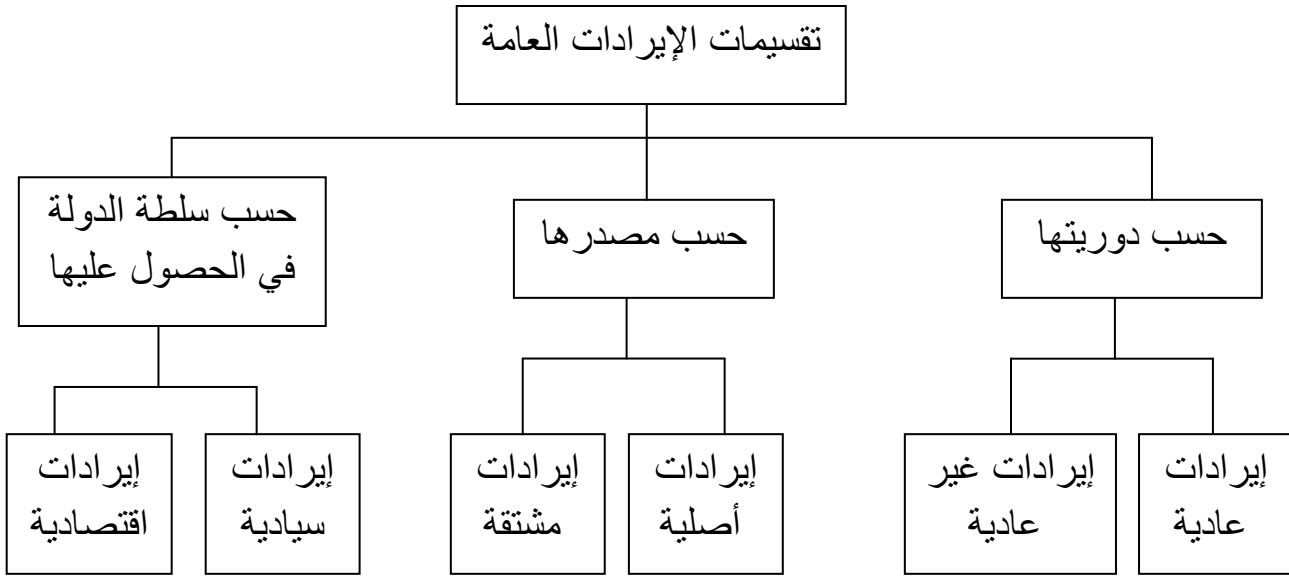 تقسيمات الإيرادات العامة
حسب دوريتها
حسب مصدرها
حسب سلطة الدولة
في الحصول عليها
إيرادات
عادية
إيرادات غير
عادية
إيرادات
أصلية
إيرادات
مشتقة
إيرادات
سيادية
إيرادات
اقتصادية